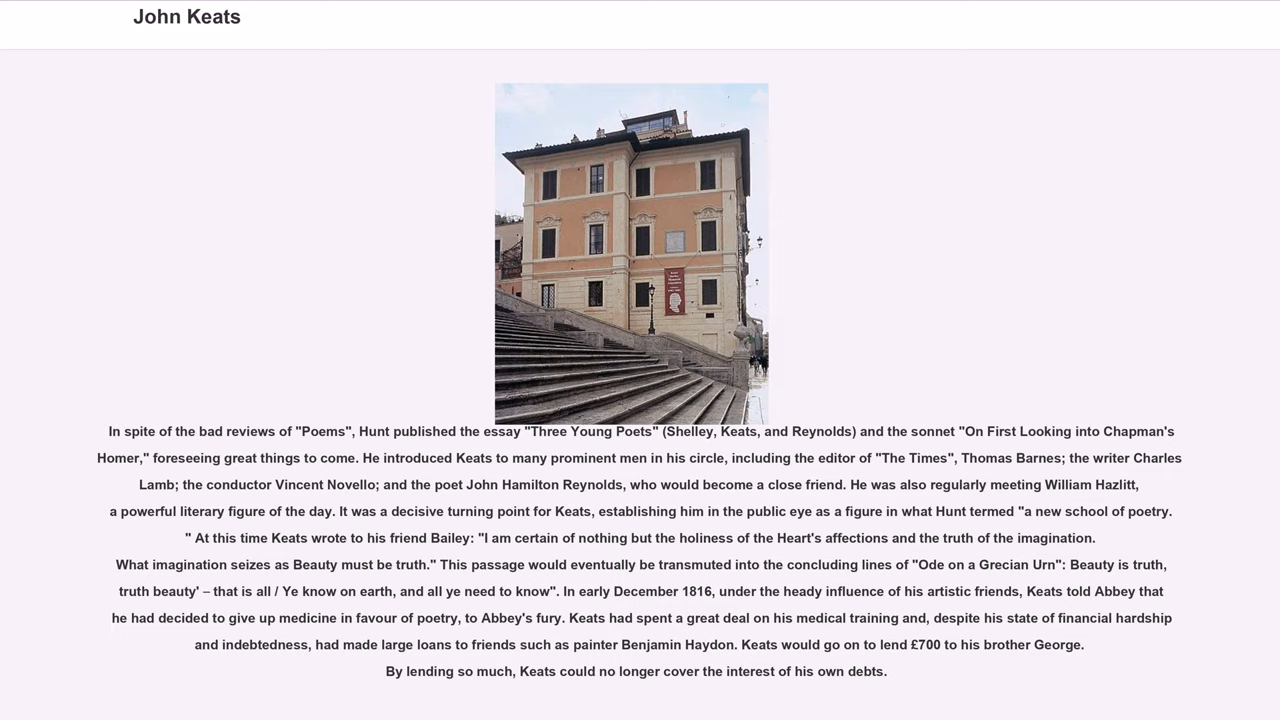 John Keats
In spite of the bad reviews of "Poems", Hunt published the essay "Three Young Poets" (Shelley, Keats, and Reynolds) and the sonnet "On First Looking into Chapman's
Homer," foreseeing great things to come. He introduced Keats to many prominent men in his circle, including the editor of "The Times", Thomas Barnes; the writer Charles
Lamb; the conductor Vincent Novello; and the poet John Hamilton Reynolds, who would become a close friend. He was also regularly meeting William Hazlitt,
a powerful literary figure of the day. It was a decisive turning point for Keats, establishing him in the public eye as a figure in what Hunt termed "a new school of poetry.
" At this time Keats wrote to his friend Bailey: "I am certain of nothing but the holiness of the Heart's affections and the truth of the imagination.
What imagination seizes as Beauty must be truth." This passage would eventually be transmuted into the concluding lines of "Ode on a Grecian Urn": Beauty is truth,
truth beauty' – that is all / Ye know on earth, and all ye need to know". In early December 1816, under the heady influence of his artistic friends, Keats told Abbey that
he had decided to give up medicine in favour of poetry, to Abbey's fury. Keats had spent a great deal on his medical training and, despite his state of financial hardship
and indebtedness, had made large loans to friends such as painter Benjamin Haydon. Keats would go on to lend £700 to his brother George.
By lending so much, Keats could no longer cover the interest of his own debts.